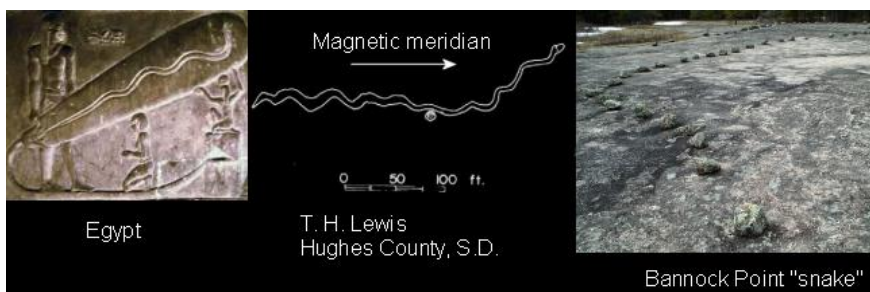 Magnetic meridian
0 50 100 ft.
Egypt
T. H. Lewis
Hughes County, S.D.
Bannock Point "snake"